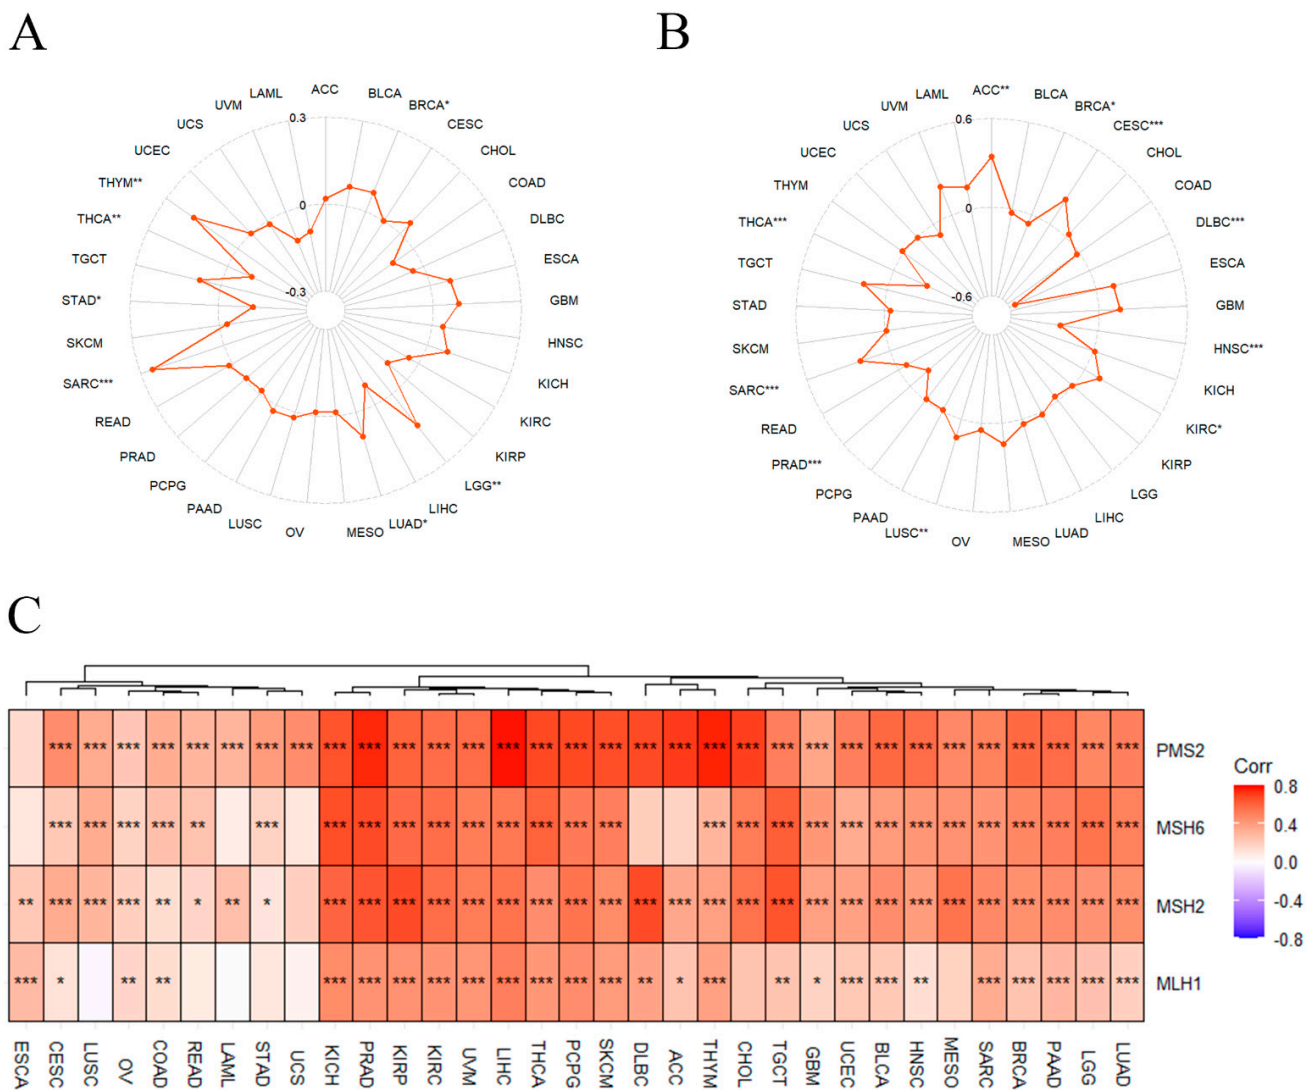 A
B
ACC
BLCA
BRCA*
CESC
CHOL
COAD
DLBC
ESCA
GBM
HNSC
KICH
KIRC
KIRP
LGG**
LIHC
LUAD*
MESO
OV
LUSC
PAAD
PCPG
PRAD
READ
SARC***
SKCM
STAD*
TGCT
THCA**
THYM**
UCEC
UCS
UVM
LAML
0.3
0
-0.3
ACC**
BLCA
BRCA*
CESC***
CHOL
COAD
DLBC***
ESCA
GBM
HNSC***
KICH
KIRC*
KIRP
LGG
LIHC
LUAD
MESO
OV
LUSC**
PAAD
PCPG
PRAD***
READ
SARC***
SKCM
STAD
TGCT
THCA***
THYM
UCEC
UCS
UVM
LAML
0.6
0
-0.6
C
*** *** *** *** *** *** *** *** *** *** *** *** *** *** *** *** *** *** *** *** *** *** *** *** *** *** *** *** *** *** *** *** PMS2
*** *** *** *** ** *** *** *** *** *** *** *** *** *** *** *** *** *** *** *** *** *** *** *** *** *** *** *** MSH6
** *** *** *** ** * ** * *** *** *** *** *** *** *** *** *** *** *** *** *** *** *** *** *** *** *** *** *** *** *** *** MSH2
*** * ** ** *** *** *** *** *** *** *** *** *** ** * *** ** * *** *** ** *** *** *** *** *** MLH1
ESCA CESC LUSC OV COAD READ LAML STAD UCS KICH PRAD KIRP KIRC UVM LIHC THCA PCPG SKCM DLBC ACC THYM CHOL TGCT GBM UCEC BLCA HNSC MESO SARC BRCA PAAD LGG LUAD
Corr
0.8
0.4
0.0
-0.4
-0.8